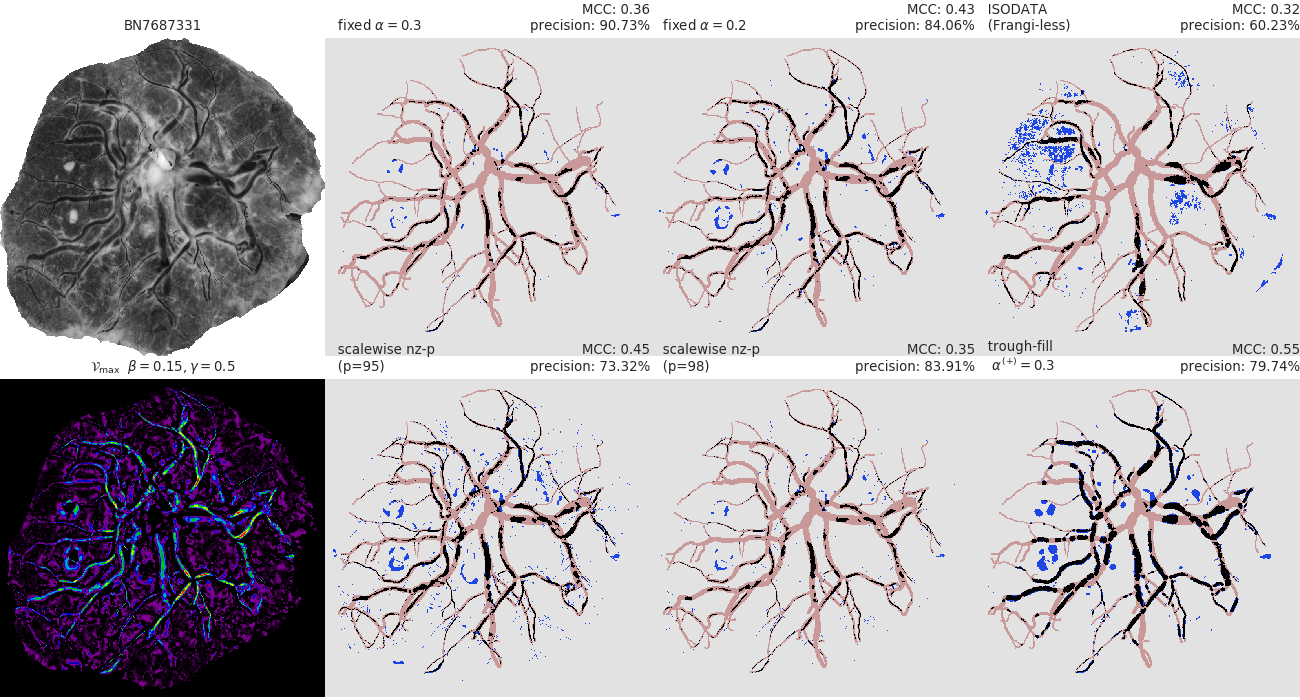 BN7687331
fixed α = 0.3
MCC: 0.36
precision: 90.73%
fixed α = 0.2
MCC: 0.43
precision: 84.06%
ISODATA
(Frangi-less)
MCC: 0.32
precision: 60.23%
𝒱max β = 0.15, γ = 0.5
scalewise nz-p
(p=95)
MCC: 0.45
precision: 73.32%
scalewise nz-p
(p=98)
MCC: 0.35
precision: 83.91%
trough-fill
α(+) = 0.3
MCC: 0.55
precision: 79.74%